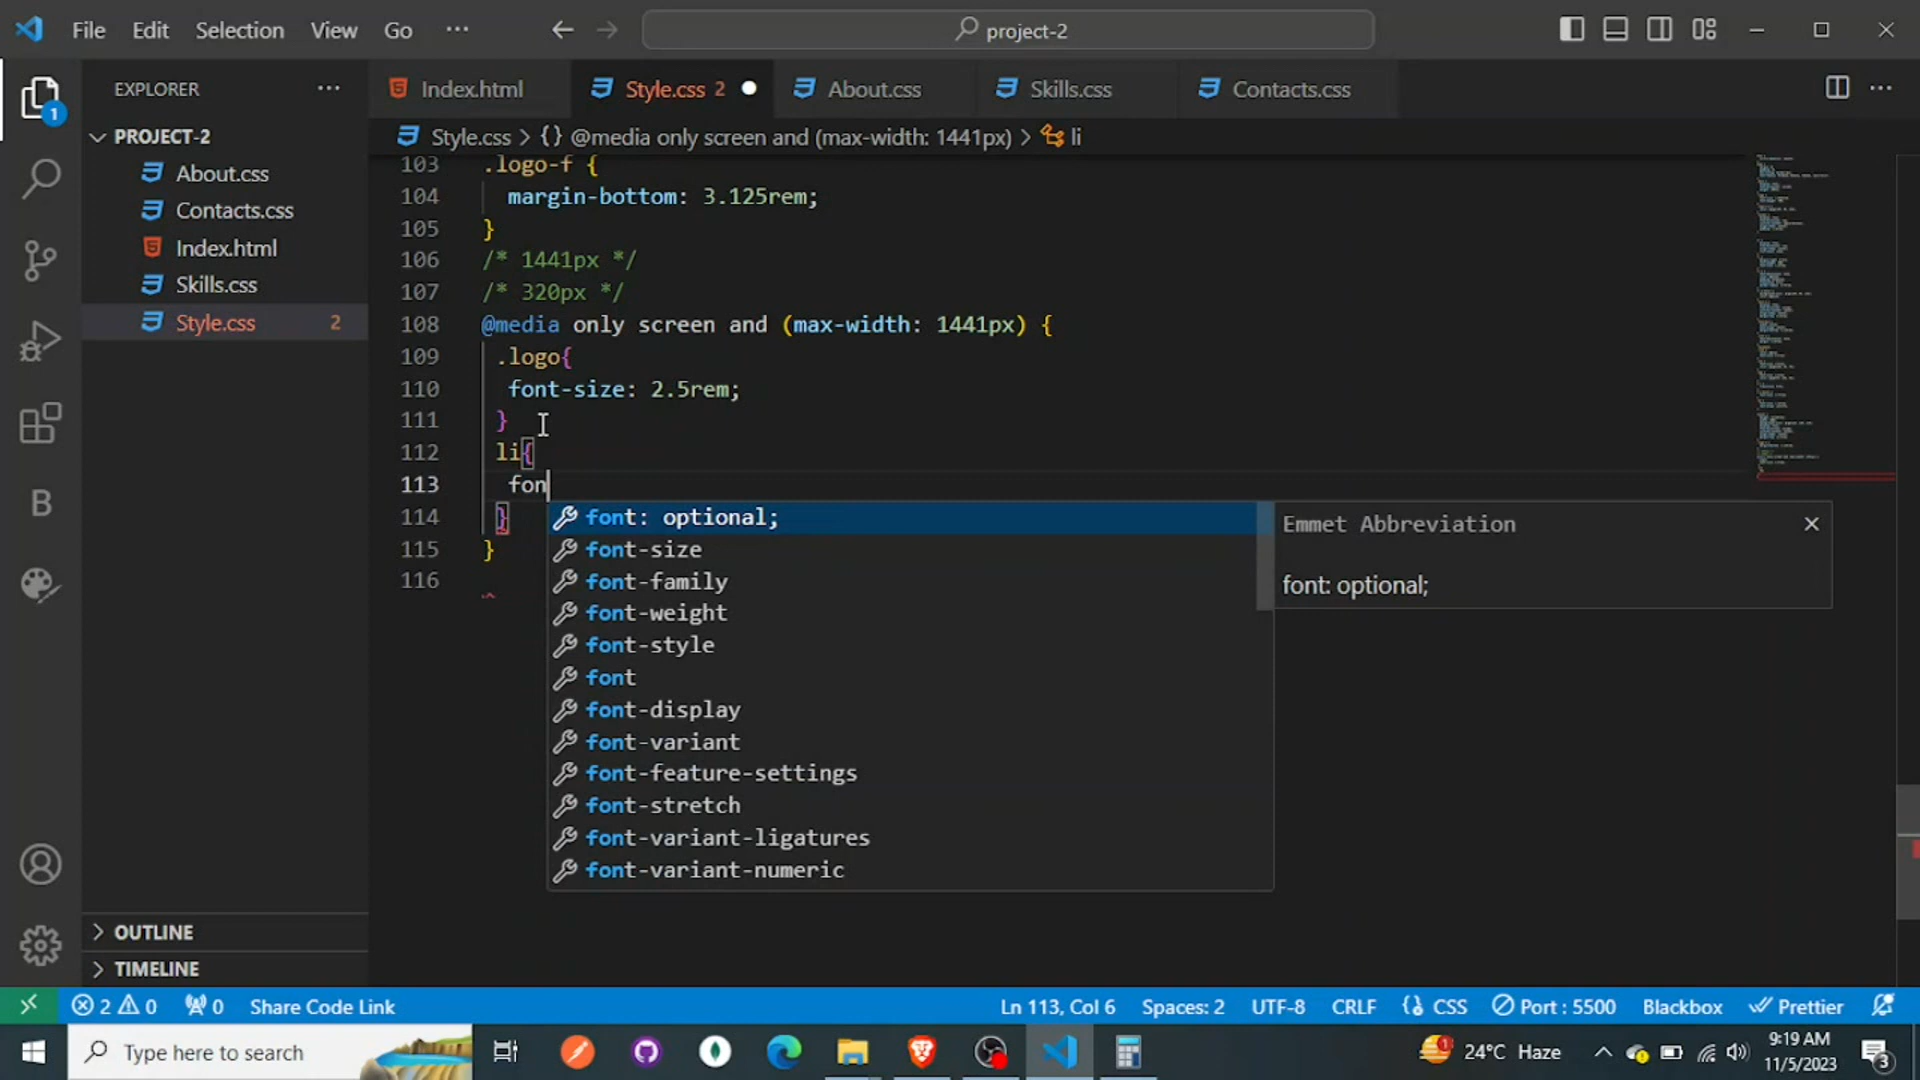 File Edit Selection View Go ··· project-2
EXPLORER ···
Index.html Style.css 2 About.css Skills.css Contacts.css ···
PROJECT-2
About.css
Contacts.css
Index.html
Skills.css
Style.css 2
OUTLINE
TIMELINE
1
Style.css > {} @media only screen and (max-width: 1441px) > li
103 .logo-f {
104 margin-bottom: 3.125rem;
105 }
106 /* 1441px */
107 /* 320px */
108 @media only screen and (max-width: 1441px) {
109 .logo{
110 font-size: 2.5rem;
111 }
112 li{
113 fon
114 }
115 }
116
font: optional;
font-size
font-family
font-weight
font-style
font
font-display
font-variant
font-feature-settings
font-stretch
font-variant-ligatures
font-variant-numeric
Emmet Abbreviation
font: optional;
2 0 0 Share Code Link Ln 113, Col 6 Spaces: 2 UTF-8 CRLF {} CSS Port : 5500 Blackbox Prettier
Type here to search 24°C Haze 9:19 AM
11/5/2023
3